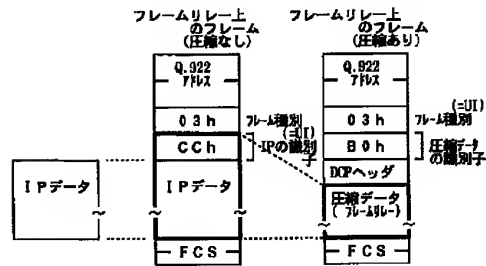 フレームリレー上
のフレーム
(圧縮なし)
フレームリレー上
のフレーム
(圧縮あり)
Q.922
アドレス
03h
フレーム種別
(=UI)
CCh
IPの識別
子
IPデータ
IPデータ
FCS
Q.922
アドレス
03h
フレーム種別
(=UI)
B0h
圧縮データ
の識別子
DCPヘッダ
圧縮データ
(フレームリレー)
FCS